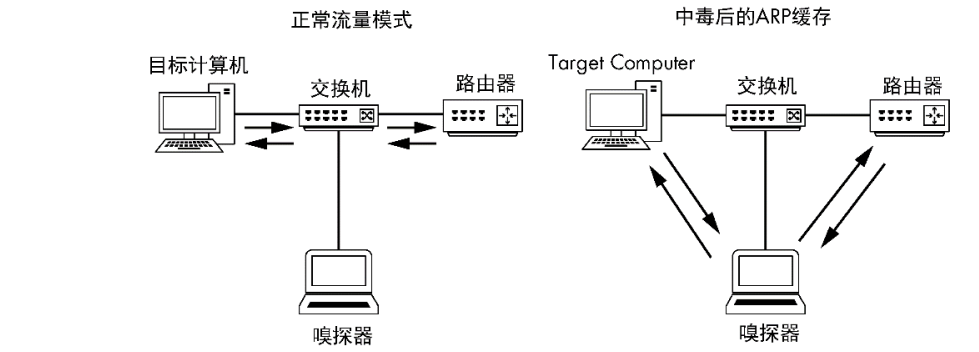 正常流量模式
中毒后的ARP缓存
目标计算机
交换机
路由器
嗅探器
Target Computer
交换机
路由器
嗅探器